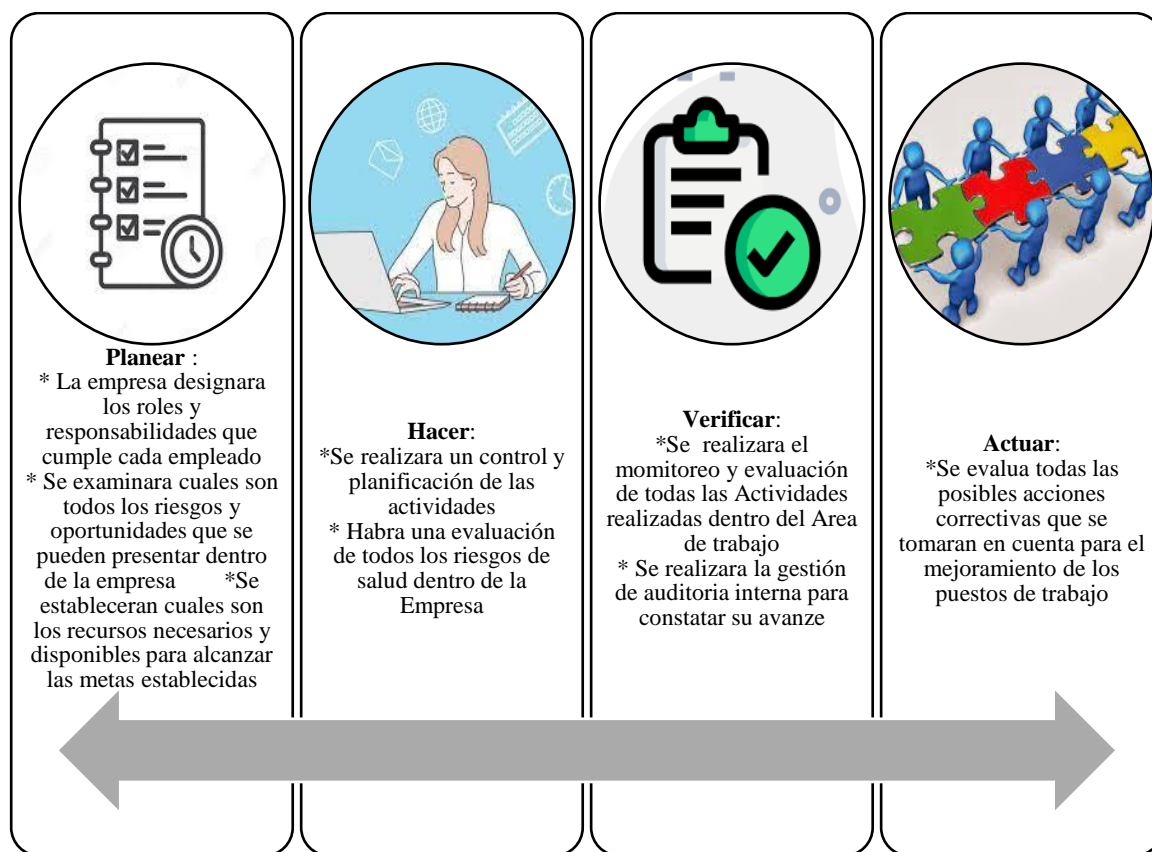 Planear :
* La empresa designara
los roles y
responsabilidades que
cumple cada empleado
* Se examinara cuales son
todos los riesgos y
oportunidades que se
pueden presentar dentro
de la empresa *Se
estableceran cuales son
los recursos necesarios y
disponibles para alcanzar
las metas establecidas
Hacer:
*Se realizara un control y
planificación de las
actividades
* Habra una evaluación
de todos los riesgos de
salud dentro de la
Empresa
Verificar:
*Se realizara el
momitoreo y evaluación
de todas las Actividades
realizadas dentro del Area
de trabajo
* Se realizara la gestión
de auditoria interna para
constatar su avanze
Actuar:
*Se evalua todas las
posibles acciones
correctivas que se
tomaran en cuenta para el
mejoramiento de los
puestos de trabajo